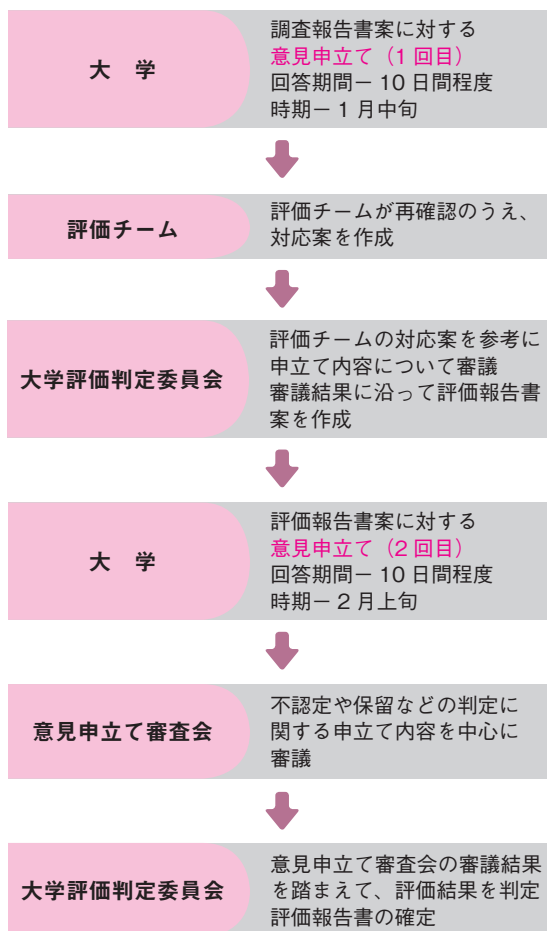 大　学
調査報告書案に対する
意見申立て（1 回目）
回答期間－ 10 日間程度
時期－ 1 月中旬
評価チーム
評価チームが再確認のうえ、
対応案を作成
大学評価判定委員会
評価チームの対応案を参考に
申立て内容について審議
審議結果に沿って評価報告書
案を作成
大　学
評価報告書案に対する
意見申立て（2 回目）
回答期間－ 10 日間程度
時期－ 2 月上旬
意見申立て審査会
不認定や保留などの判定に
関する申立て内容を中心に
審議
大学評価判定委員会
意見申立て審査会の審議結果
を踏まえて、評価結果を判定
評価報告書の確定